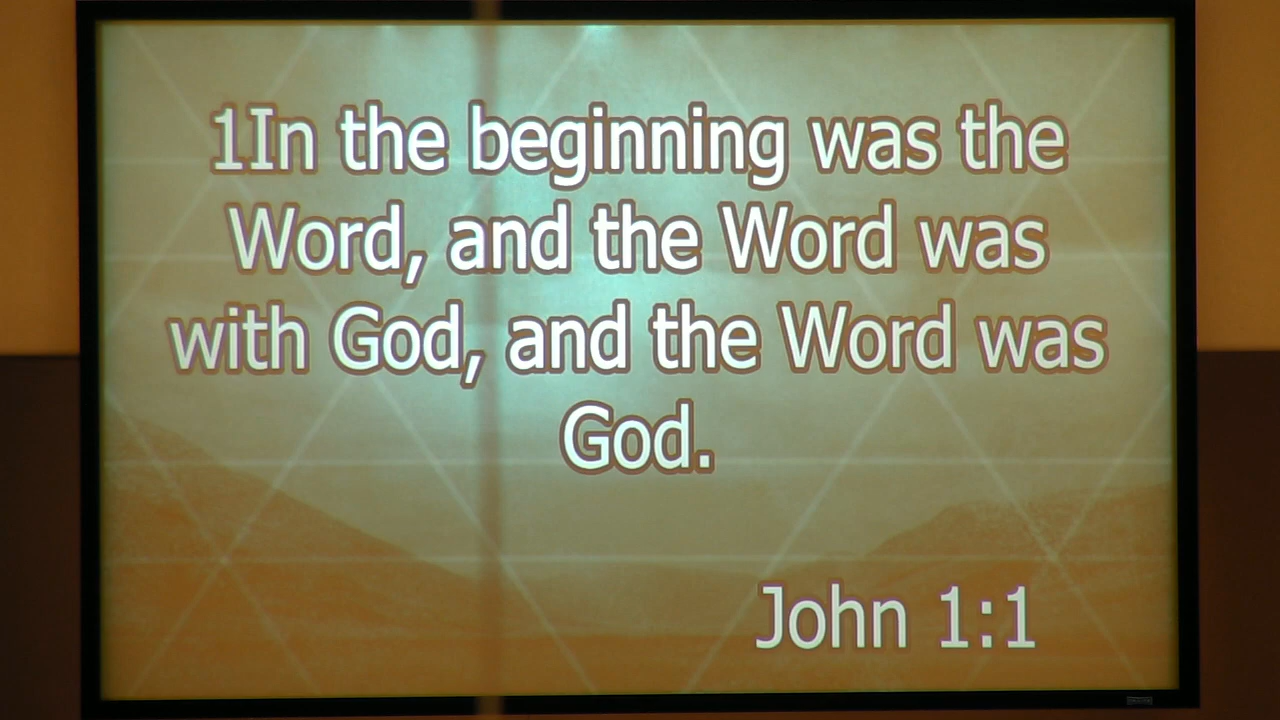 1In the beginning was the
Word, and the Word was
with God, and the Word was
God.
John 1:1